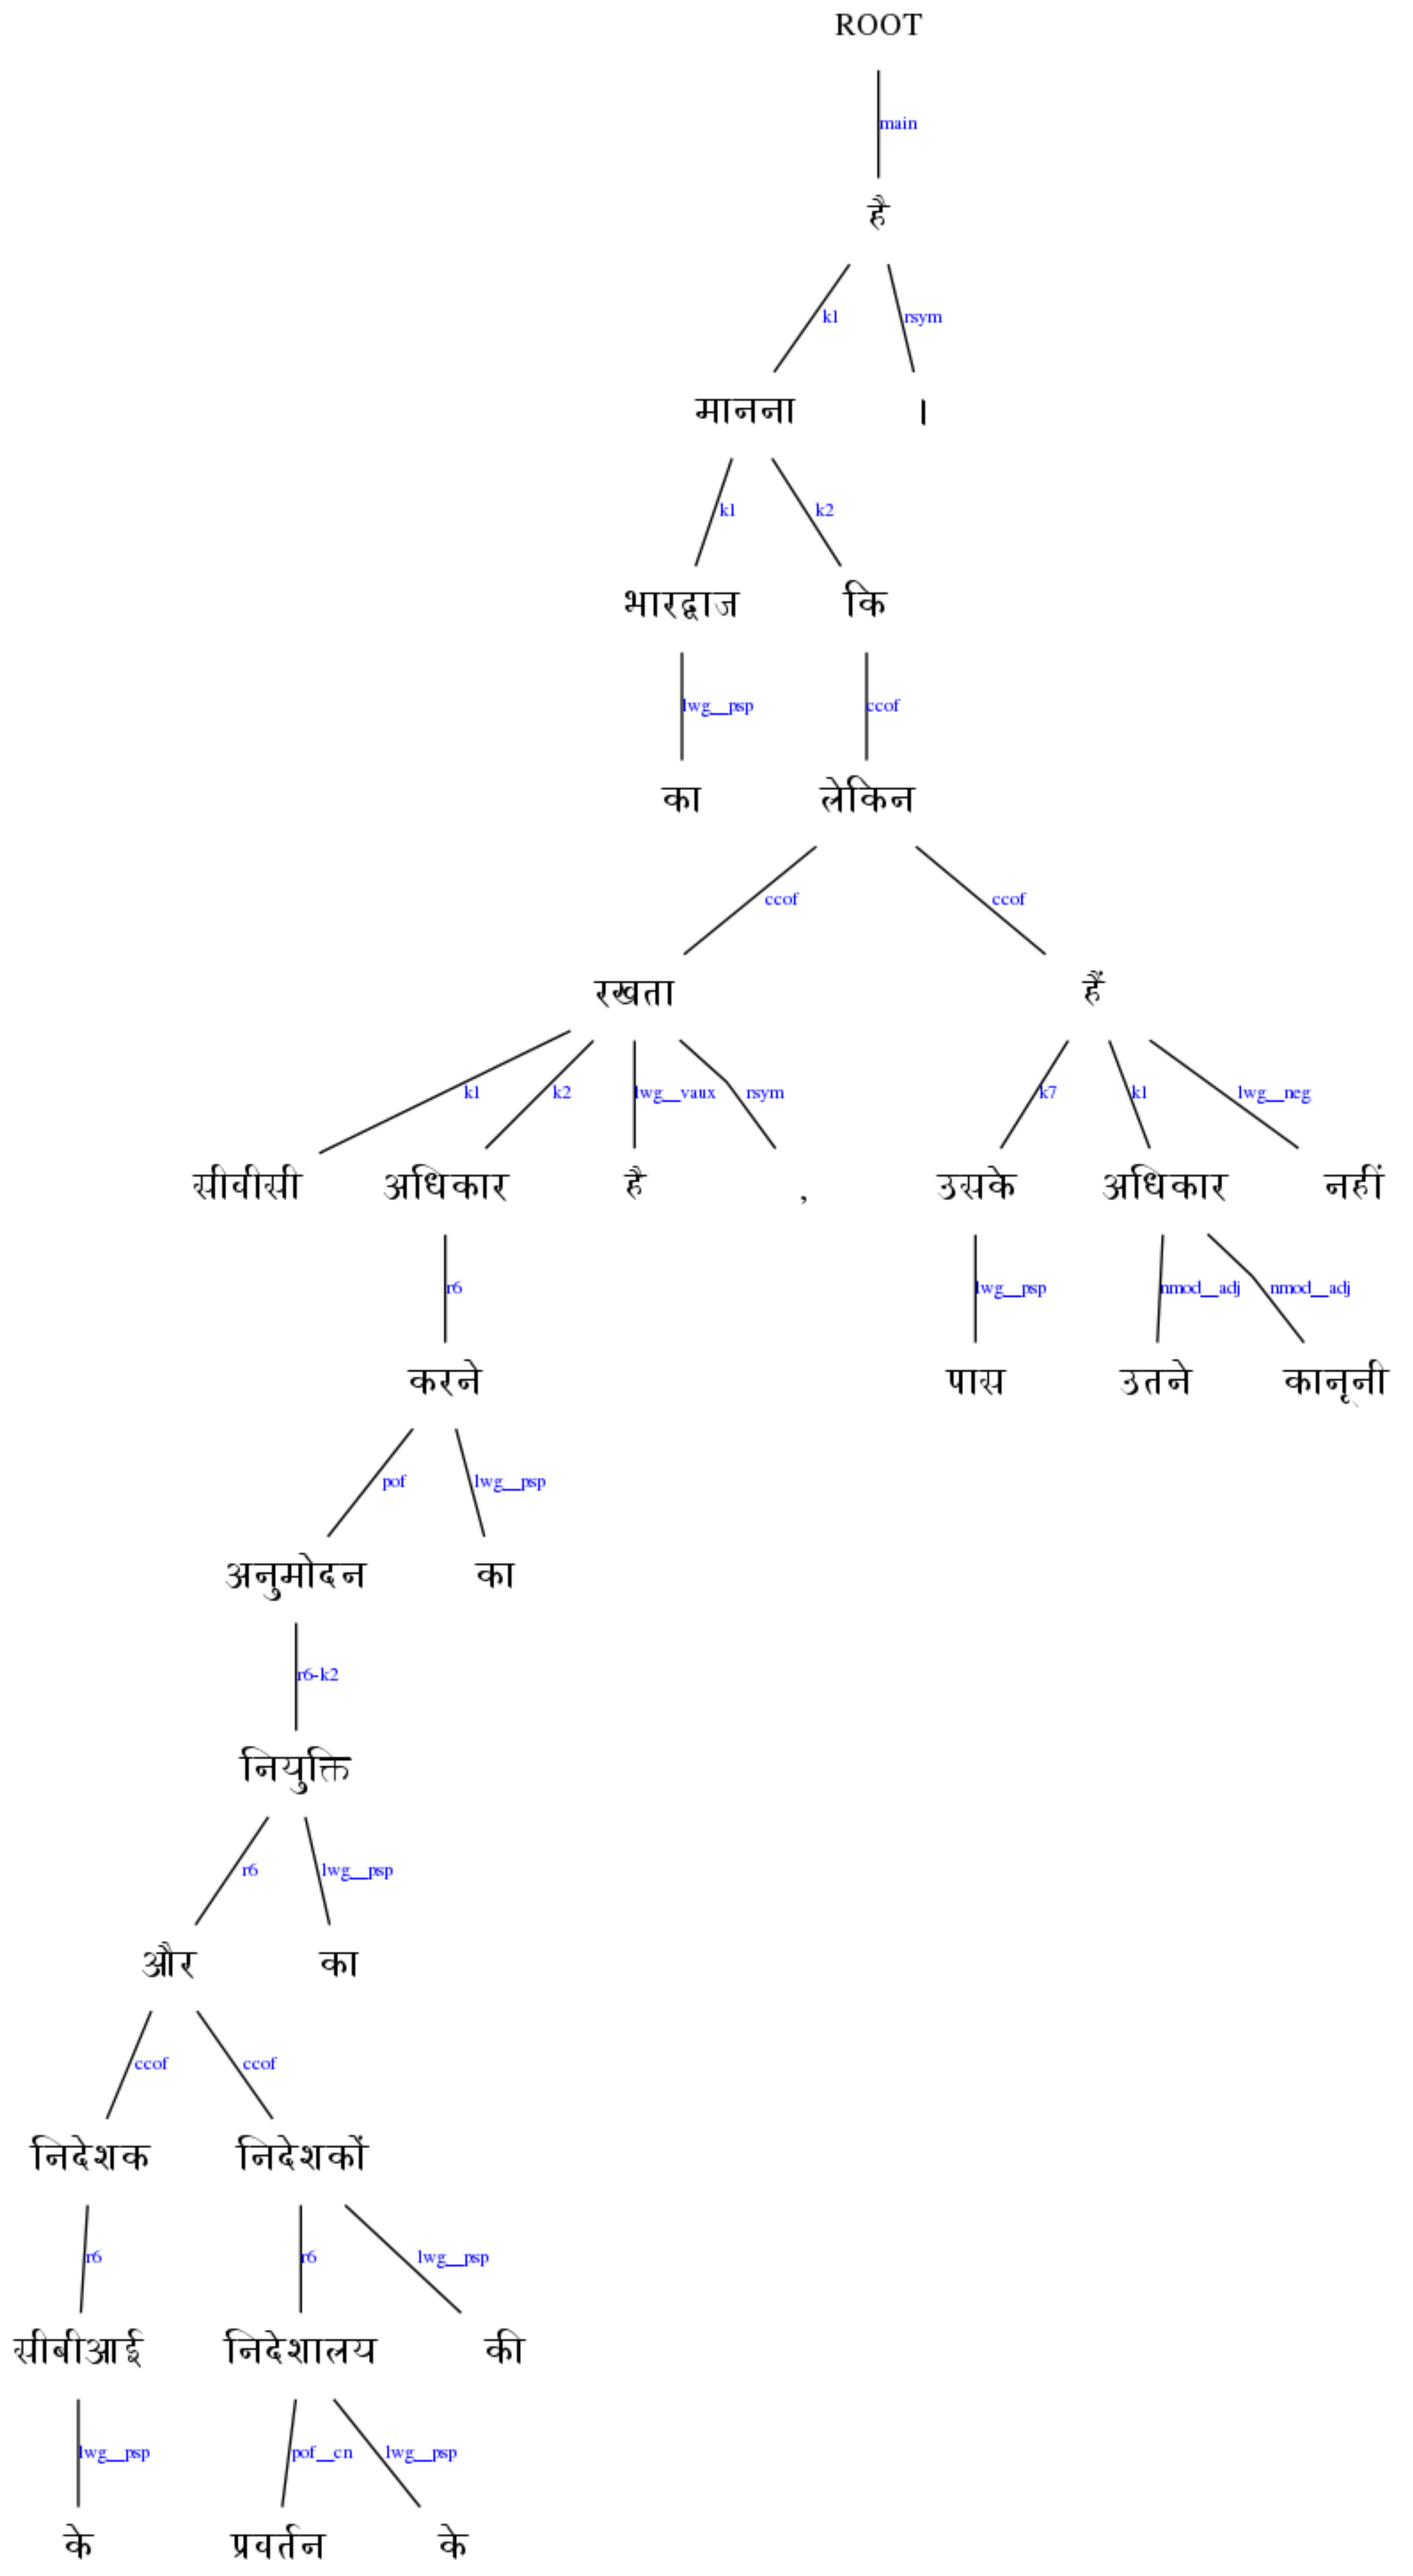 ROOT
main
है
k1 rsym
मानना ।
k1 k2
भारद्वाज कि
lwg__psp ccof
का लेकिन
ccof ccof
रखता हैं
k1 k2 lwg__vaux rsym k7 k1 lwg__neg
सीवीसी अधिकार है , उसके अधिकार नहीं
r6 lwg__psp nmod__adj nmod__adj
करने पास उतने कानूनी
pof lwg__psp
अनुमोदन का
r6-k2
नियुक्ति
r6 lwg__psp
और का
ccof ccof
निदेशक निदेशकों
r6 r6 lwg__psp
सीबीआई निदेशालय की
lwg__psp pof__cn lwg__psp
के प्रवर्तन के